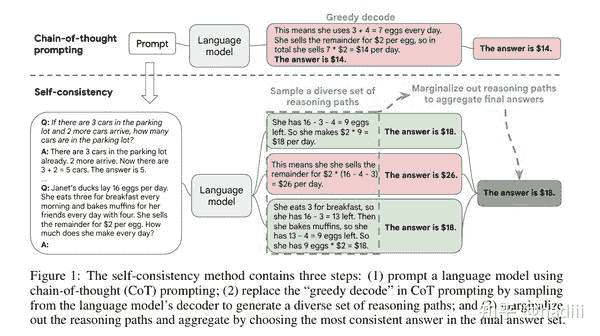 Greedy decode
Chain-of-thought
prompting
Prompt
Language
model
This means she uses 3 + 4 = 7 eggs every day.
She sells the remainder for $2 per egg, so in
total she sells 7 * $2 = $14 per day.
The answer is $14.
The answer is $14.
Self-consistency
Sample a diverse set of
reasoning paths
Marginalize out reasoning paths
to aggregate final answers
Q: If there are 3 cars in the parking
lot and 2 more cars arrive, how many
cars are in the parking lot?
A: There are 3 cars in the parking lot
already. 2 more arrive. Now there are
3 + 2 = 5 cars. The answer is 5.
...
Q: Janet's ducks lay 16 eggs per day.
She eats three for breakfast every
morning and bakes muffins for her
friends every day with four. She sells
the remainder for $2 per egg. How
much does she make every day?
A:
Language
model
She has 16 - 3 - 4 = 9 eggs
left. So she makes $2 * 9 =
$18 per day.
The answer is $18.
This means she she sells the
remainder for $2 * (16 - 4 - 3)
= $26 per day.
The answer is $26.
She eats 3 for breakfast, so
she has 16 - 3 = 13 left. Then
she bakes muffins, so she
has 13 - 4 = 9 eggs left. So
she has 9 eggs * $2 = $18.
The answer is $18.
The answer is $18.
Figure 1: The self-consistency method contains three steps: (1) prompt a language model using
chain-of-thought (CoT) prompting; (2) replace the "greedy decode" in CoT prompting by sampling
from the language model's decoder to generate a diverse set of reasoning paths; and (3) marginalize
out the reasoning paths and aggregate by choosing the most consistent answer in the final answer set.